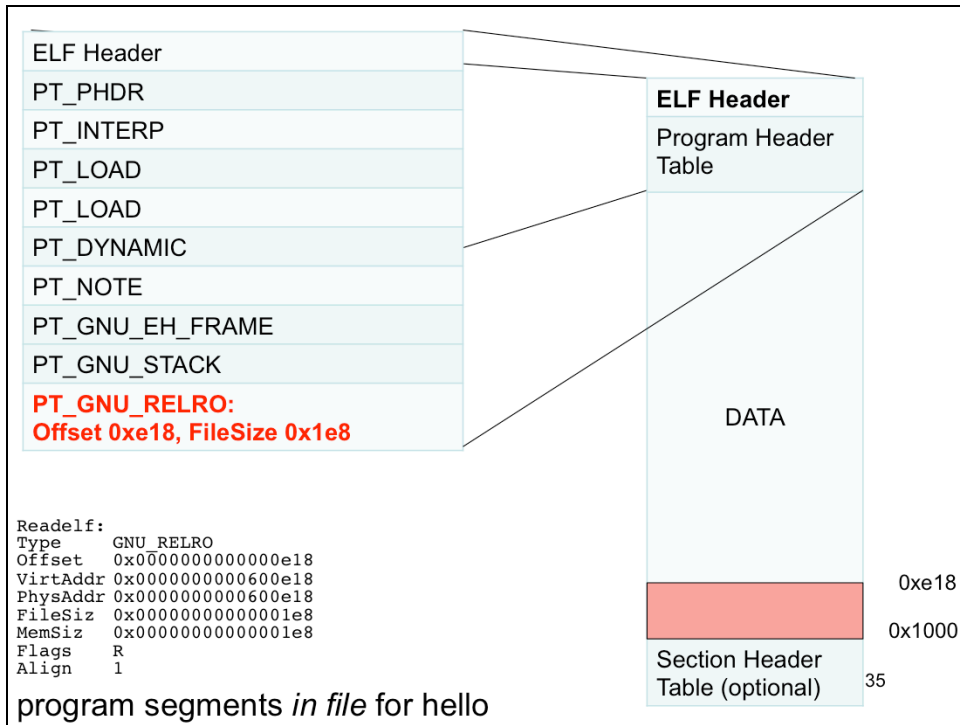 ELF Header
PT_PHDR
PT_INTERP
PT_LOAD
PT_LOAD
PT_DYNAMIC
PT_NOTE
PT_GNU_EH_FRAME
PT_GNU_STACK
PT_GNU_RELRO:
Offset 0xe18, FileSize 0x1e8
ELF Header
Program Header
Table
DATA
0xe18
0x1000
Section Header
Table (optional)
35
Readelf:
Type GNU_RELRO
Offset 0x0000000000000e18
VirtAddr 0x0000000000600e18
PhysAddr 0x0000000000600e18
FileSiz 0x00000000000001e8
MemSiz 0x00000000000001e8
Flags R
Align 1
program segments in file for hello